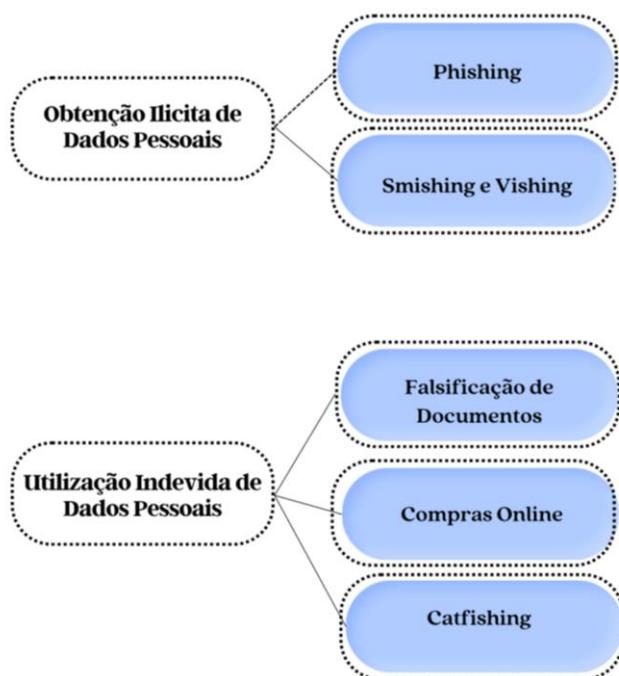 Obtenção Ilicita de
Dados Pessoais
Phishing
Smishing e Vishing
Utilização Indevida de
Dados Pessoais
Falsificação de
Documentos
Compras Online
Catfishing